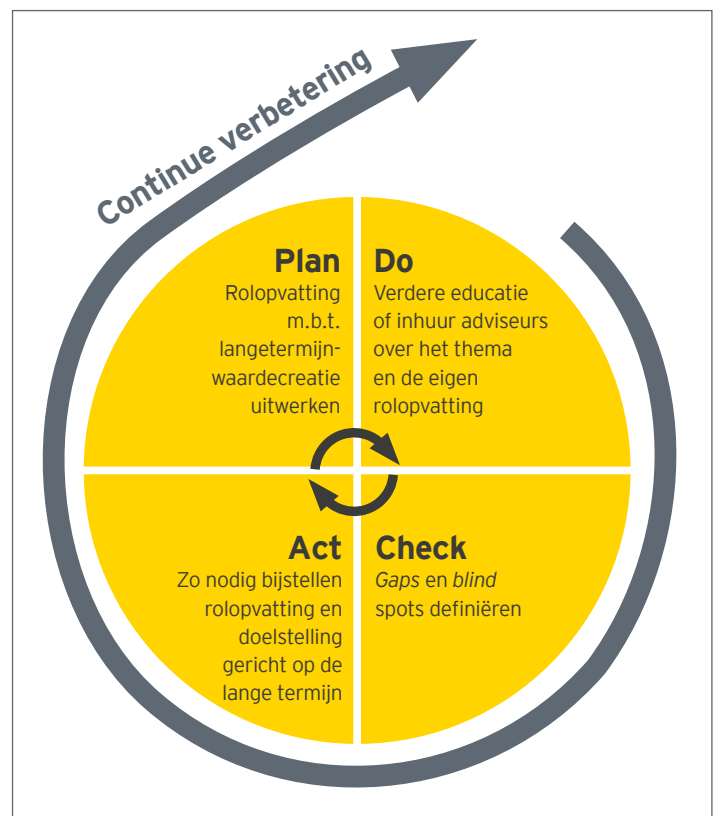 Continue verbetering
Plan
Rolopvatting
m.b.t.
langetermijn-
waardecreatie
uitwerken
Do
Verdere educatie
of inhuur adviseurs
over het thema
en de eigen
rolopvatting
Act
Zo nodig bijstellen
rolopvatting en
doelstelling
gericht op de
lange termijn
Check
Gaps en blind
spots definiëren